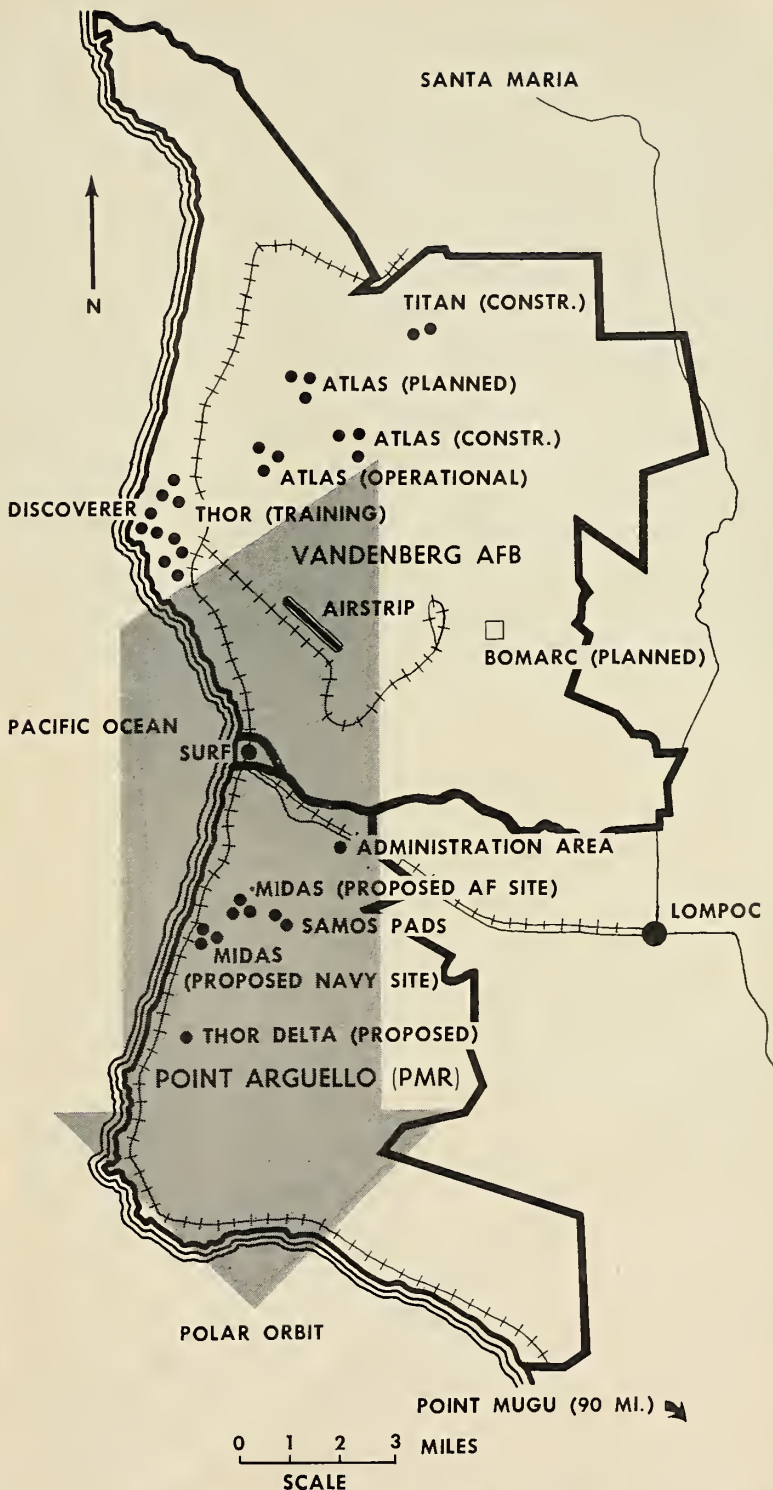 SANTA MARIA
N
TITAN (CONSTR.)
ATLAS (PLANNED)
ATLAS (CONSTR.)
ATLAS (OPERATIONAL)
DISCOVERER
THOR (TRAINING)
VANDENBERG AFB
AIRSTRIP
BOMARC (PLANNED)
PACIFIC OCEAN
SURF
ADMINISTRATION AREA
MIDAS (PROPOSED AF SITE)
LOMPOC
SAMOS PADS
MIDAS
(PROPOSED NAVY SITE)
THOR DELTA (PROPOSED)
POINT ARGUELLO (PMR)
POLAR ORBIT
POINT MUGU (90 MI.)
0 1 2 3 MILES
SCALE